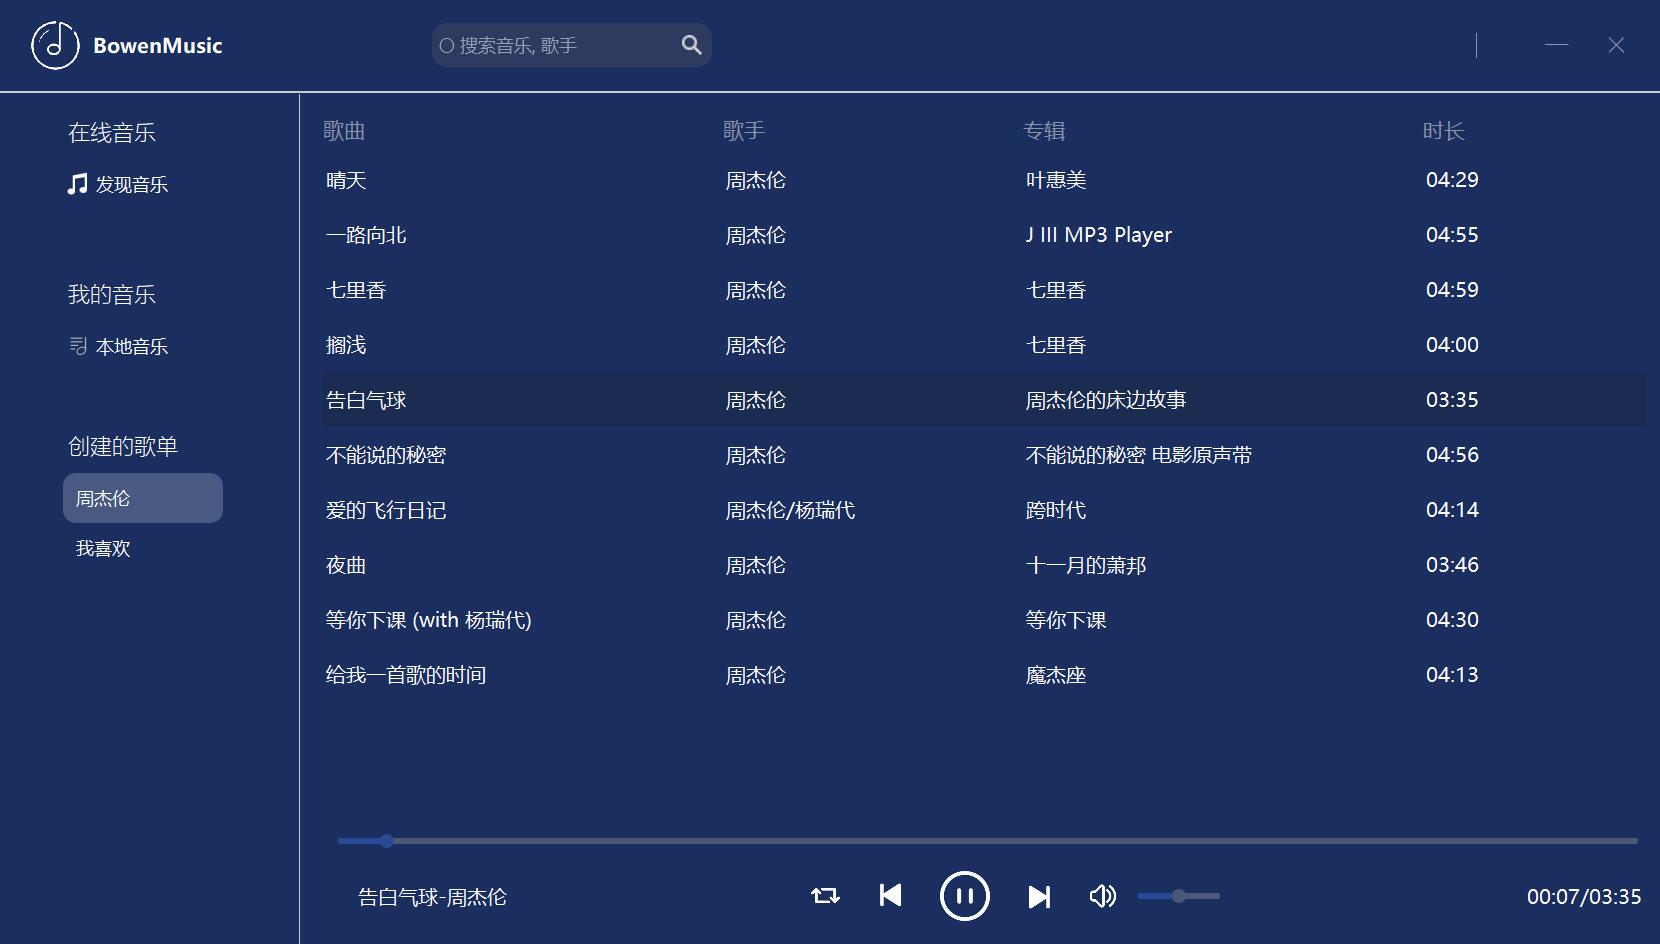 BowenMusic
搜索音乐, 歌手
在线音乐
发现音乐
我的音乐
本地音乐
创建的歌单
周杰伦
我喜欢
歌曲 歌手 专辑 时长
晴天 周杰伦 叶惠美 04:29
一路向北 周杰伦 J III MP3 Player 04:55
七里香 周杰伦 七里香 04:59
搁浅 周杰伦 七里香 04:00
告白气球 周杰伦 周杰伦的床边故事 03:35
不能说的秘密 周杰伦 不能说的秘密 电影原声带 04:56
爱的飞行日记 周杰伦/杨瑞代 跨时代 04:14
夜曲 周杰伦 十一月的萧邦 03:46
等你下课 (with 杨瑞代) 周杰伦 等你下课 04:30
给我一首歌的时间 周杰伦 魔杰座 04:13
告白气球-周杰伦 00:07/03:35